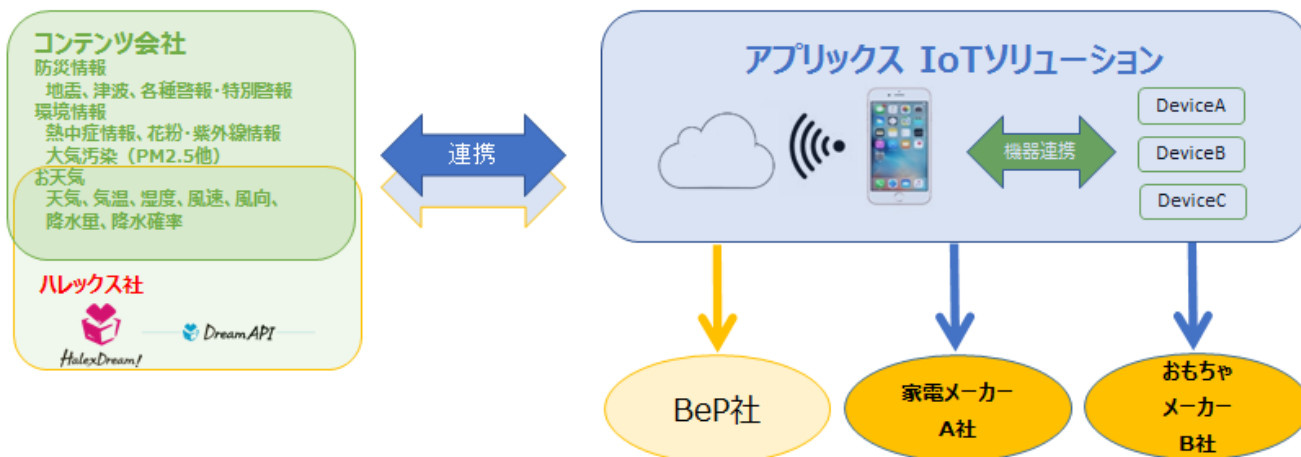 コンテンツ会社
防災情報
地震、津波、各種警報・特別警報
環境情報
熱中症情報、花粉・紫外線情報
大気汚染（PM2.5他）
お天気
天気、気温、湿度、風速、風向、
降水量、降水確率
ハレックス社
HalexDream!
DreamAPI
連携
アプリックス IoTソリューション
機器連携
DeviceA
DeviceB
DeviceC
BeP社
家電メーカー
A社
おもちゃ
メーカー
B社